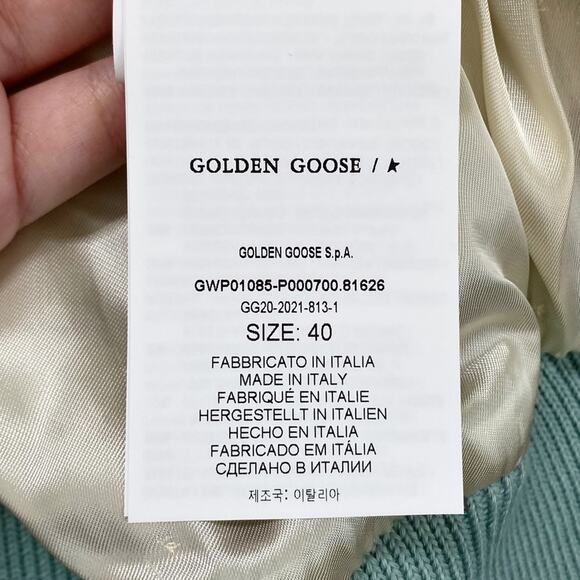 GOLDEN GOOSE /
GOLDEN GOOSE S.p.A.
GWP01085-P000700.81626
GG20-2021-813-1
SIZE: 40
FABBRICATO IN ITALIA
MADE IN ITALY
FABRIQUÉ EN ITALIE
HERGESTELLT IN ITALIEN
HECHO EN ITALIA
FABRICADO EM ITÁLIA
СДЕЛАНО В ИТАЛИИ
제조국: 이탈리아